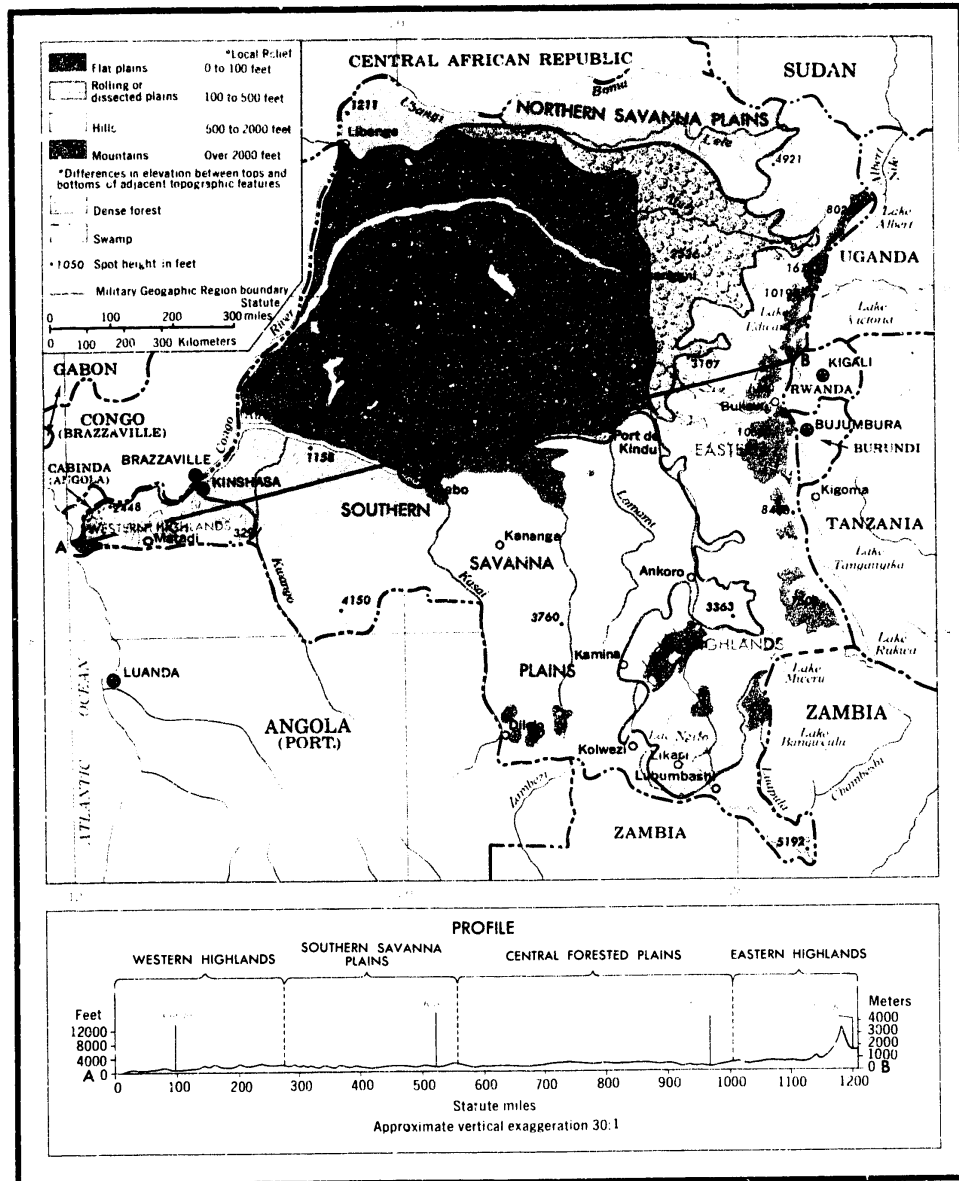 *Local Relief
Flat plains 0 to 100 feet
Rolling or dissected plains 100 to 500 feet
Hills 500 to 2000 feet
Mountains Over 2000 feet
*Differences in elevation between tops and
bottoms of adjacent topographic features
Dense forest
Swamp
•1050 Spot height in feet
Military Geographic Region boundary
Statute miles
0 100 200 300
0 100 200 300 Kilometers
CENTRAL AFRICAN REPUBLIC
SUDAN
Bomu
1211
Ubangi
NORTHERN SAVANNA PLAINS
Libenge
Uele
4921
Albert Nile
Lake Albert
UGANDA
1019
Lake Edward
Lake Victoria
River
GABON
3707
B
KIGALI
RWANDA
Bukavu
CONGO
(BRAZZAVILLE)
Congo
BUJUMBURA
BURUNDI
Port de Kindu
EASTERN
1158
BRAZZAVILLE
KINSHASA
CABINDA
(ANGOLA)
2448
SOUTHERN
Lomami
Kigoma
WESTERN HIGHLANDS
A
Matadi
Kananga
TANZANIA
SAVANNA
Lake Tanganyika
Kwango
Kasai
Ankoro
4150
3363
3760
HIGHLANDS
Lake Rukwa
LUANDA
PLAINS
Kamina
Lake Mweru
ATLANTIC OCEAN
ANGOLA
(PORT.)
Dilolo
ZAMBIA
Lake Bangweulu
Kolwezi
Likasi
Lubumbashi
Luapula
Chambeshi
Zambezi
ZAMBIA
5192
PROFILE
WESTERN HIGHLANDS
SOUTHERN SAVANNA
PLAINS
CENTRAL FORESTED PLAINS
EASTERN HIGHLANDS
Feet
12000
8000
4000
0
A
Meters
4000
3000
2000
1000
0 B
0 100 200 300 400 500 600 700 800 900 1000 1100 1200
Statute miles
Approximate vertical exaggeration 30:1